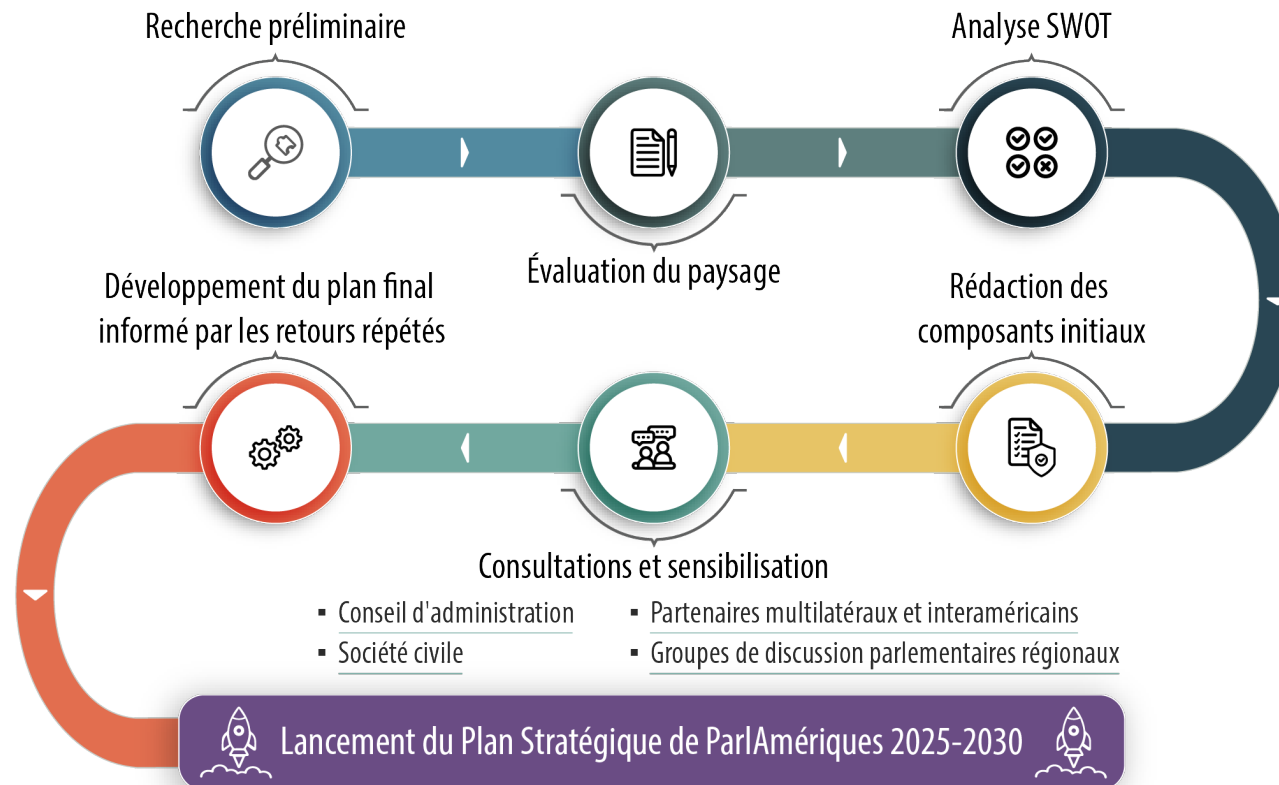 Recherche préliminaire
Analyse SWOT
Évaluation du paysage
Développement du plan final
informé par les retours répétés
Rédaction des
composants initiaux
Consultations et sensibilisation
▪ Conseil d'administration
▪ Société civile
▪ Partenaires multilatéraux et interaméricains
▪ Groupes de discussion parlementaires régionaux
Lancement du Plan Stratégique de ParlAmériques 2025-2030